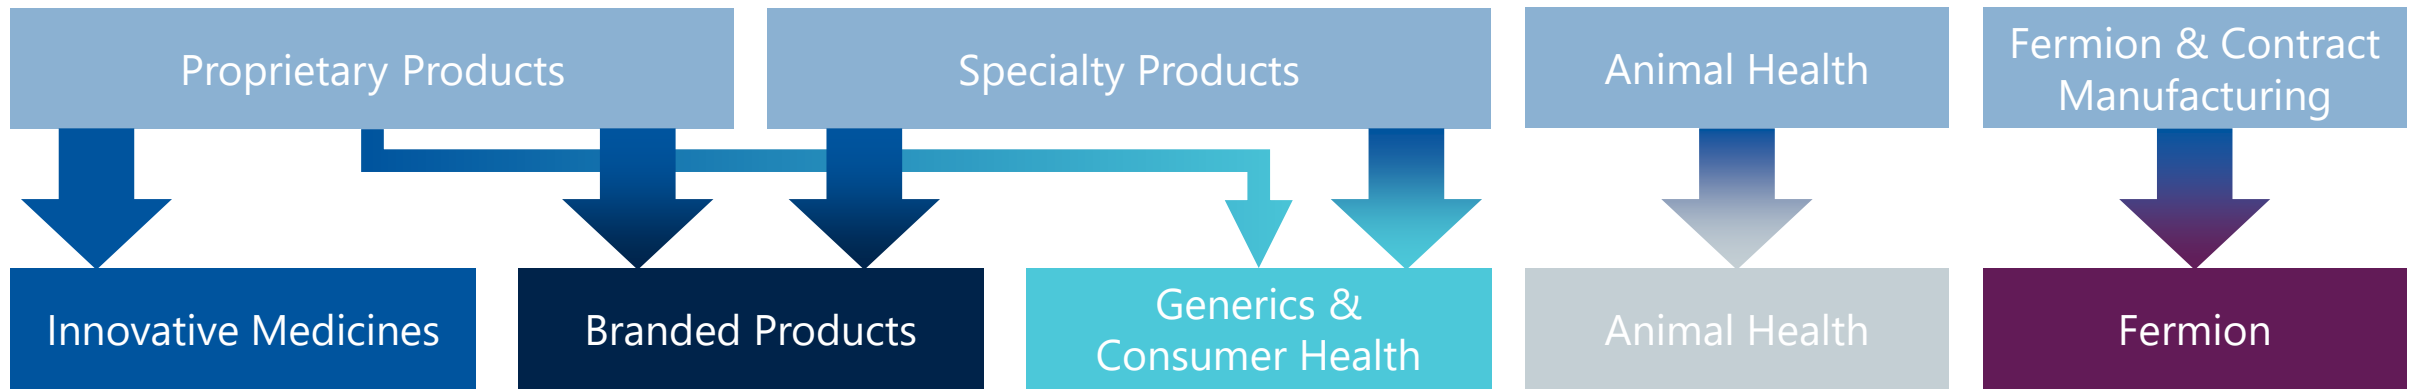 Proprietary Products
Specialty Products
Animal Health
Fermion & Contract
Manufacturing
Innovative Medicines
Branded Products
Generics &
Consumer Health
Animal Health
Fermion